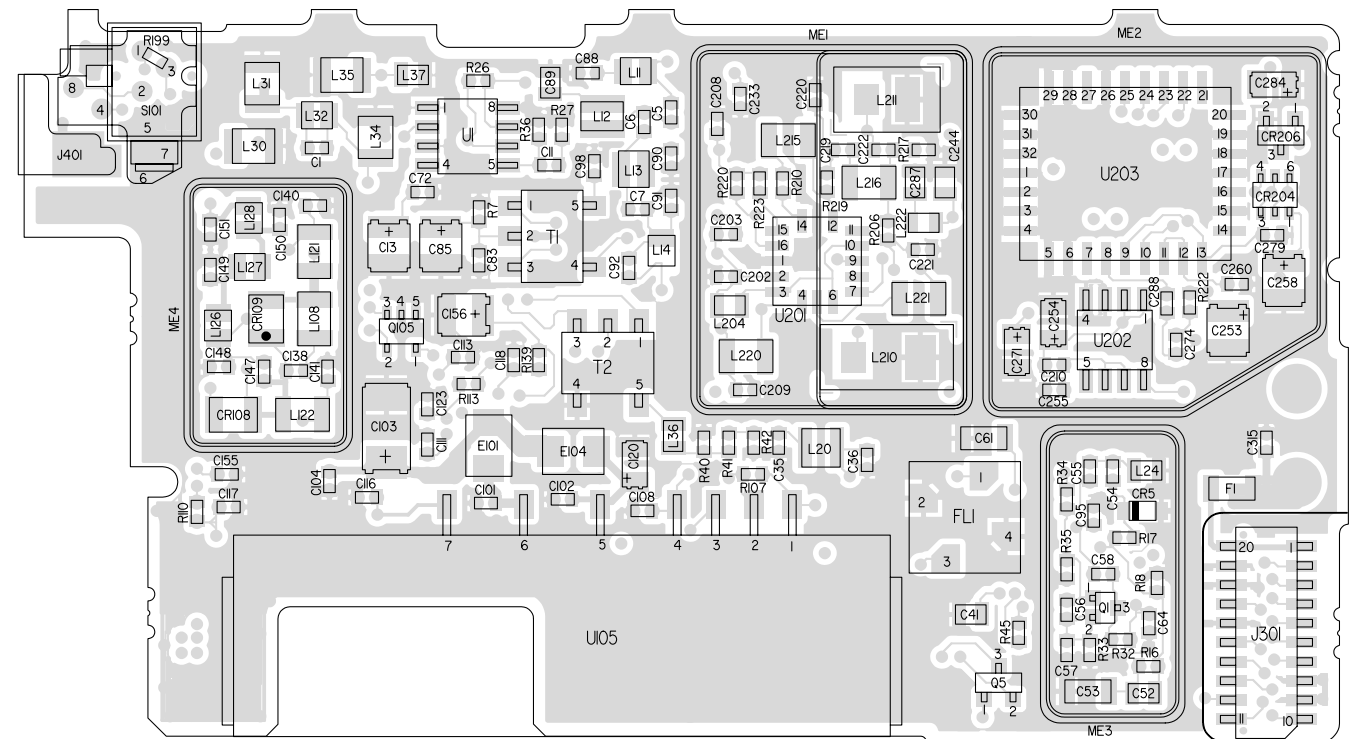 ME1
ME2
R199
1
3
8
2
4
S101
5
7
6
J401
L31
L35
L37
R26
C89
C88
L11
L32
L34
L30
C1
1
8
U1
4
5
R36
R27
L12
C6
C5
C11
C98
L13
C90
C72
C7
C91
C208
C233
C220
L211
L215
C219
C222
R217
C244
R220
R223
R210
R219
L216
C287
C203
R206
L222
C221
15
14
12
11
16
10
1
9
2
8
3
4
6
7
U201
C202
L204
L221
L220
L210
C209
29
28
27
26
25
24
23
22
21
30
20
31
19
32
18
1
17
2
16
3
15
4
14
5
6
7
8
9
10
11
12
13
U203
C284
2
1
CR206
3
4
6
CR204
3
1
C279
C260
C258
C288
R222
C253
C254
C271
4
1
U202
5
8
C274
C210
C255
C140
C151
L128
C150
L121
C149
L127
ME4
L126
CR109
L108
C148
C147
C138
C141
CR108
L122
R7
1
5
2
T1
3
4
C13
C85
C83
C92
L14
3
4
5
Q105
2
1
C156
C113
C118
R139
R113
3
2
1
T2
4
5
C123
C103
C111
E101
E104
C120
L36
R40
R41
R42
C35
L20
C36
C61
R107
C155
C117
R110
C104
C116
C101
C102
C108
7
6
5
4
3
2
1
U105
1
2
FL1
4
3
C41
R45
3
Q5
1
2
R34
C55
C54
L24
C95
CR5
R35
R17
C58
R18
C56
1
Q1
3
2
C64
R33
R32
R16
C57
C53
C52
ME3
C315
F1
20
1
J301
11
10